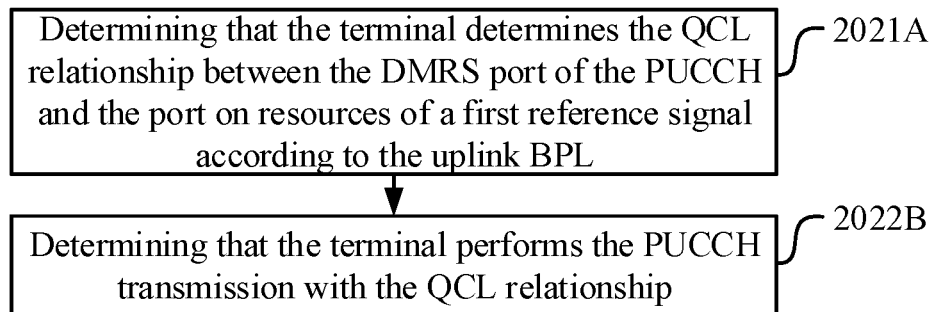 Determining that the terminal determines the QCL
relationship between the DMRS port of the PUCCH
and the port on resources of a first reference signal
according to the uplink BPL
2021A
Determining that the terminal performs the PUCCH
transmission with the QCL relationship
2022B